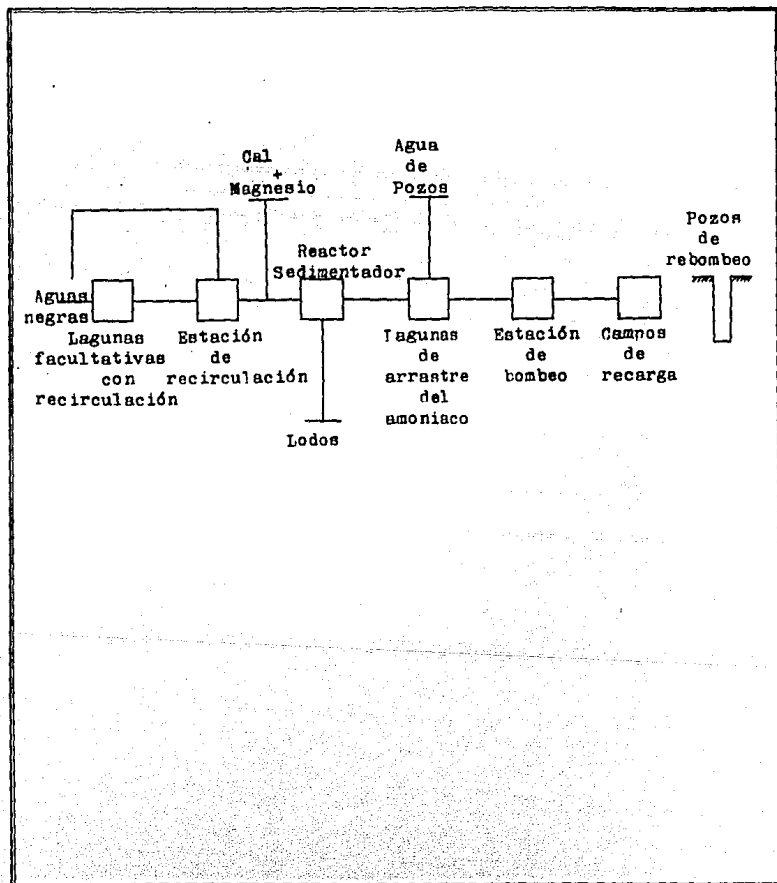 Cal
+
Magnesio
Agua
de
Pozos
Pozos
de
rebombeo
Reactor
Sedimentador
Aguas
negras
Lagunas
facultativas
con
recirculación
Estación
de
recirculación
Lodos
Lagunas
de
arrastre
del
amoniaco
Estación
de
bombeo
Campos
de
recarga